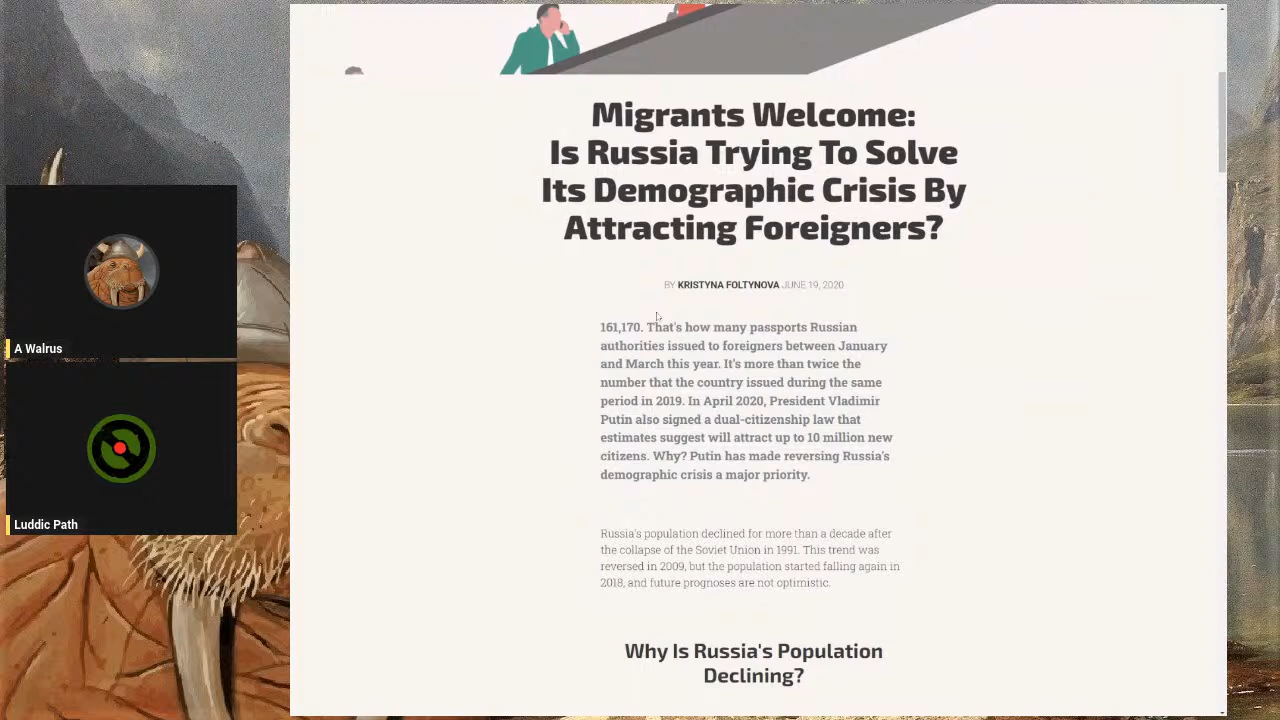 Migrants Welcome:
Is Russia Trying To Solve
Its Demographic Crisis By
Attracting Foreigners?
BY KRISTYNA FOLTYNOVA JUNE 19, 2020
161,170. That's how many passports Russian
authorities issued to foreigners between January
and March this year. It's more than twice the
number that the country issued during the same
period in 2019. In April 2020, President Vladimir
Putin also signed a dual-citizenship law that
estimates suggest will attract up to 10 million new
citizens. Why? Putin has made reversing Russia's
demographic crisis a major priority.
Russia's population declined for more than a decade after
the collapse of the Soviet Union in 1991. This trend was
reversed in 2009, but the population started falling again in
2018, and future prognoses are not optimistic.
Why Is Russia's Population
Declining?
A Walrus
Luddic Path